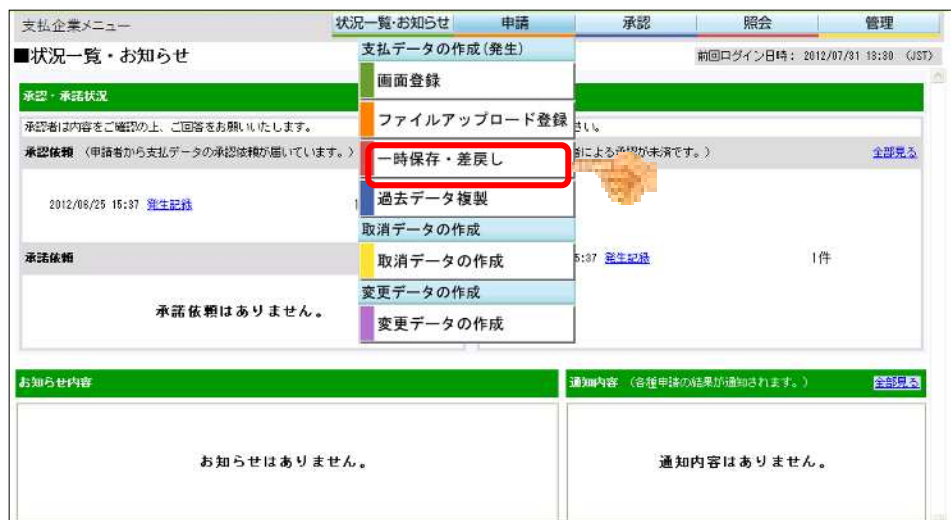 支払企業メニュー
状況一覧・お知らせ 申請 承認 照会 管理
■状況一覧・お知らせ
前回ログイン日時： 2012/07/31 13:30 (JST)
支払データの作成(発生)
画面登録
ファイルアップロード登録
一時保存・差戻し
過去データ複製
取消データの作成
取消データの作成
変更データの作成
変更データの作成
承認・承諾状況
承認者は内容をご確認の上、ご回答をお願いいたします。
さい。
承認依頼 （申請者から支払データの承認依頼が届いています。）
による承認が未済です。）
全部見る
2012/06/25 15:37 発生記録
1
承諾依頼
5:37 発生記録
1件
承諾依頼はありません。
お知らせ内容
通知内容 （各種申請の結果が通知されます。）
全部見る
お知らせはありません。
通知内容はありません。